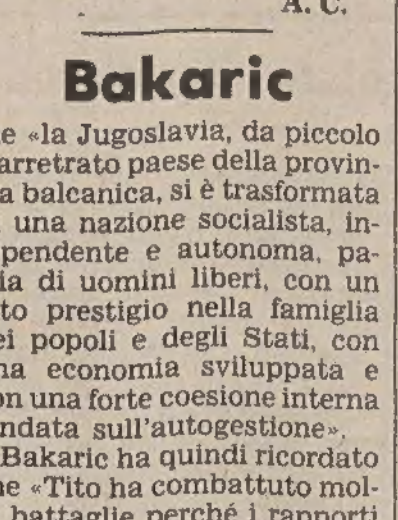 A. C.
Bakaric
e «la Jugoslavia, da piccolo
arretrato paese della provin-
a balcanica, si è trasformata
una nazione socialista, in-
pendente e autonoma, pa-
ia di uomini liberi, con un
to prestigio nella famiglia
ei popoli e degli Stati, con
na economia sviluppata e
on una forte coesione interna
ndata sull'autogestione».
Bakaric ha quindi ricordato
ne «Tito ha combattuto mol-
battaglie perché i rapporti